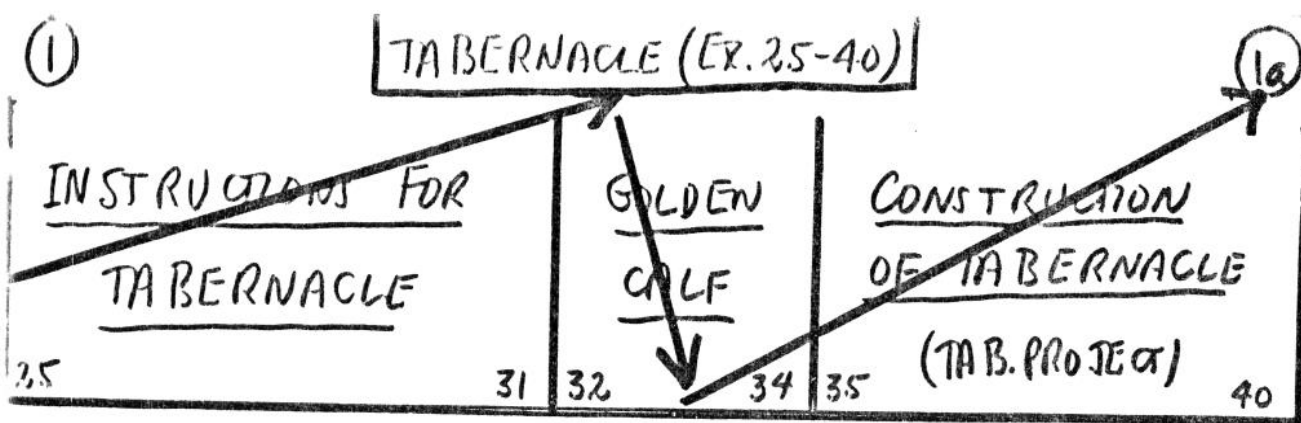 1
TABERNACLE (EX. 25-40)
1a
INSTRUCTIONS FOR
TABERNACLE
25
31
GOLDEN
CALF
32
34
CONSTRUCTION
OF TABERNACLE
(TAB. PROJECT)
35
40